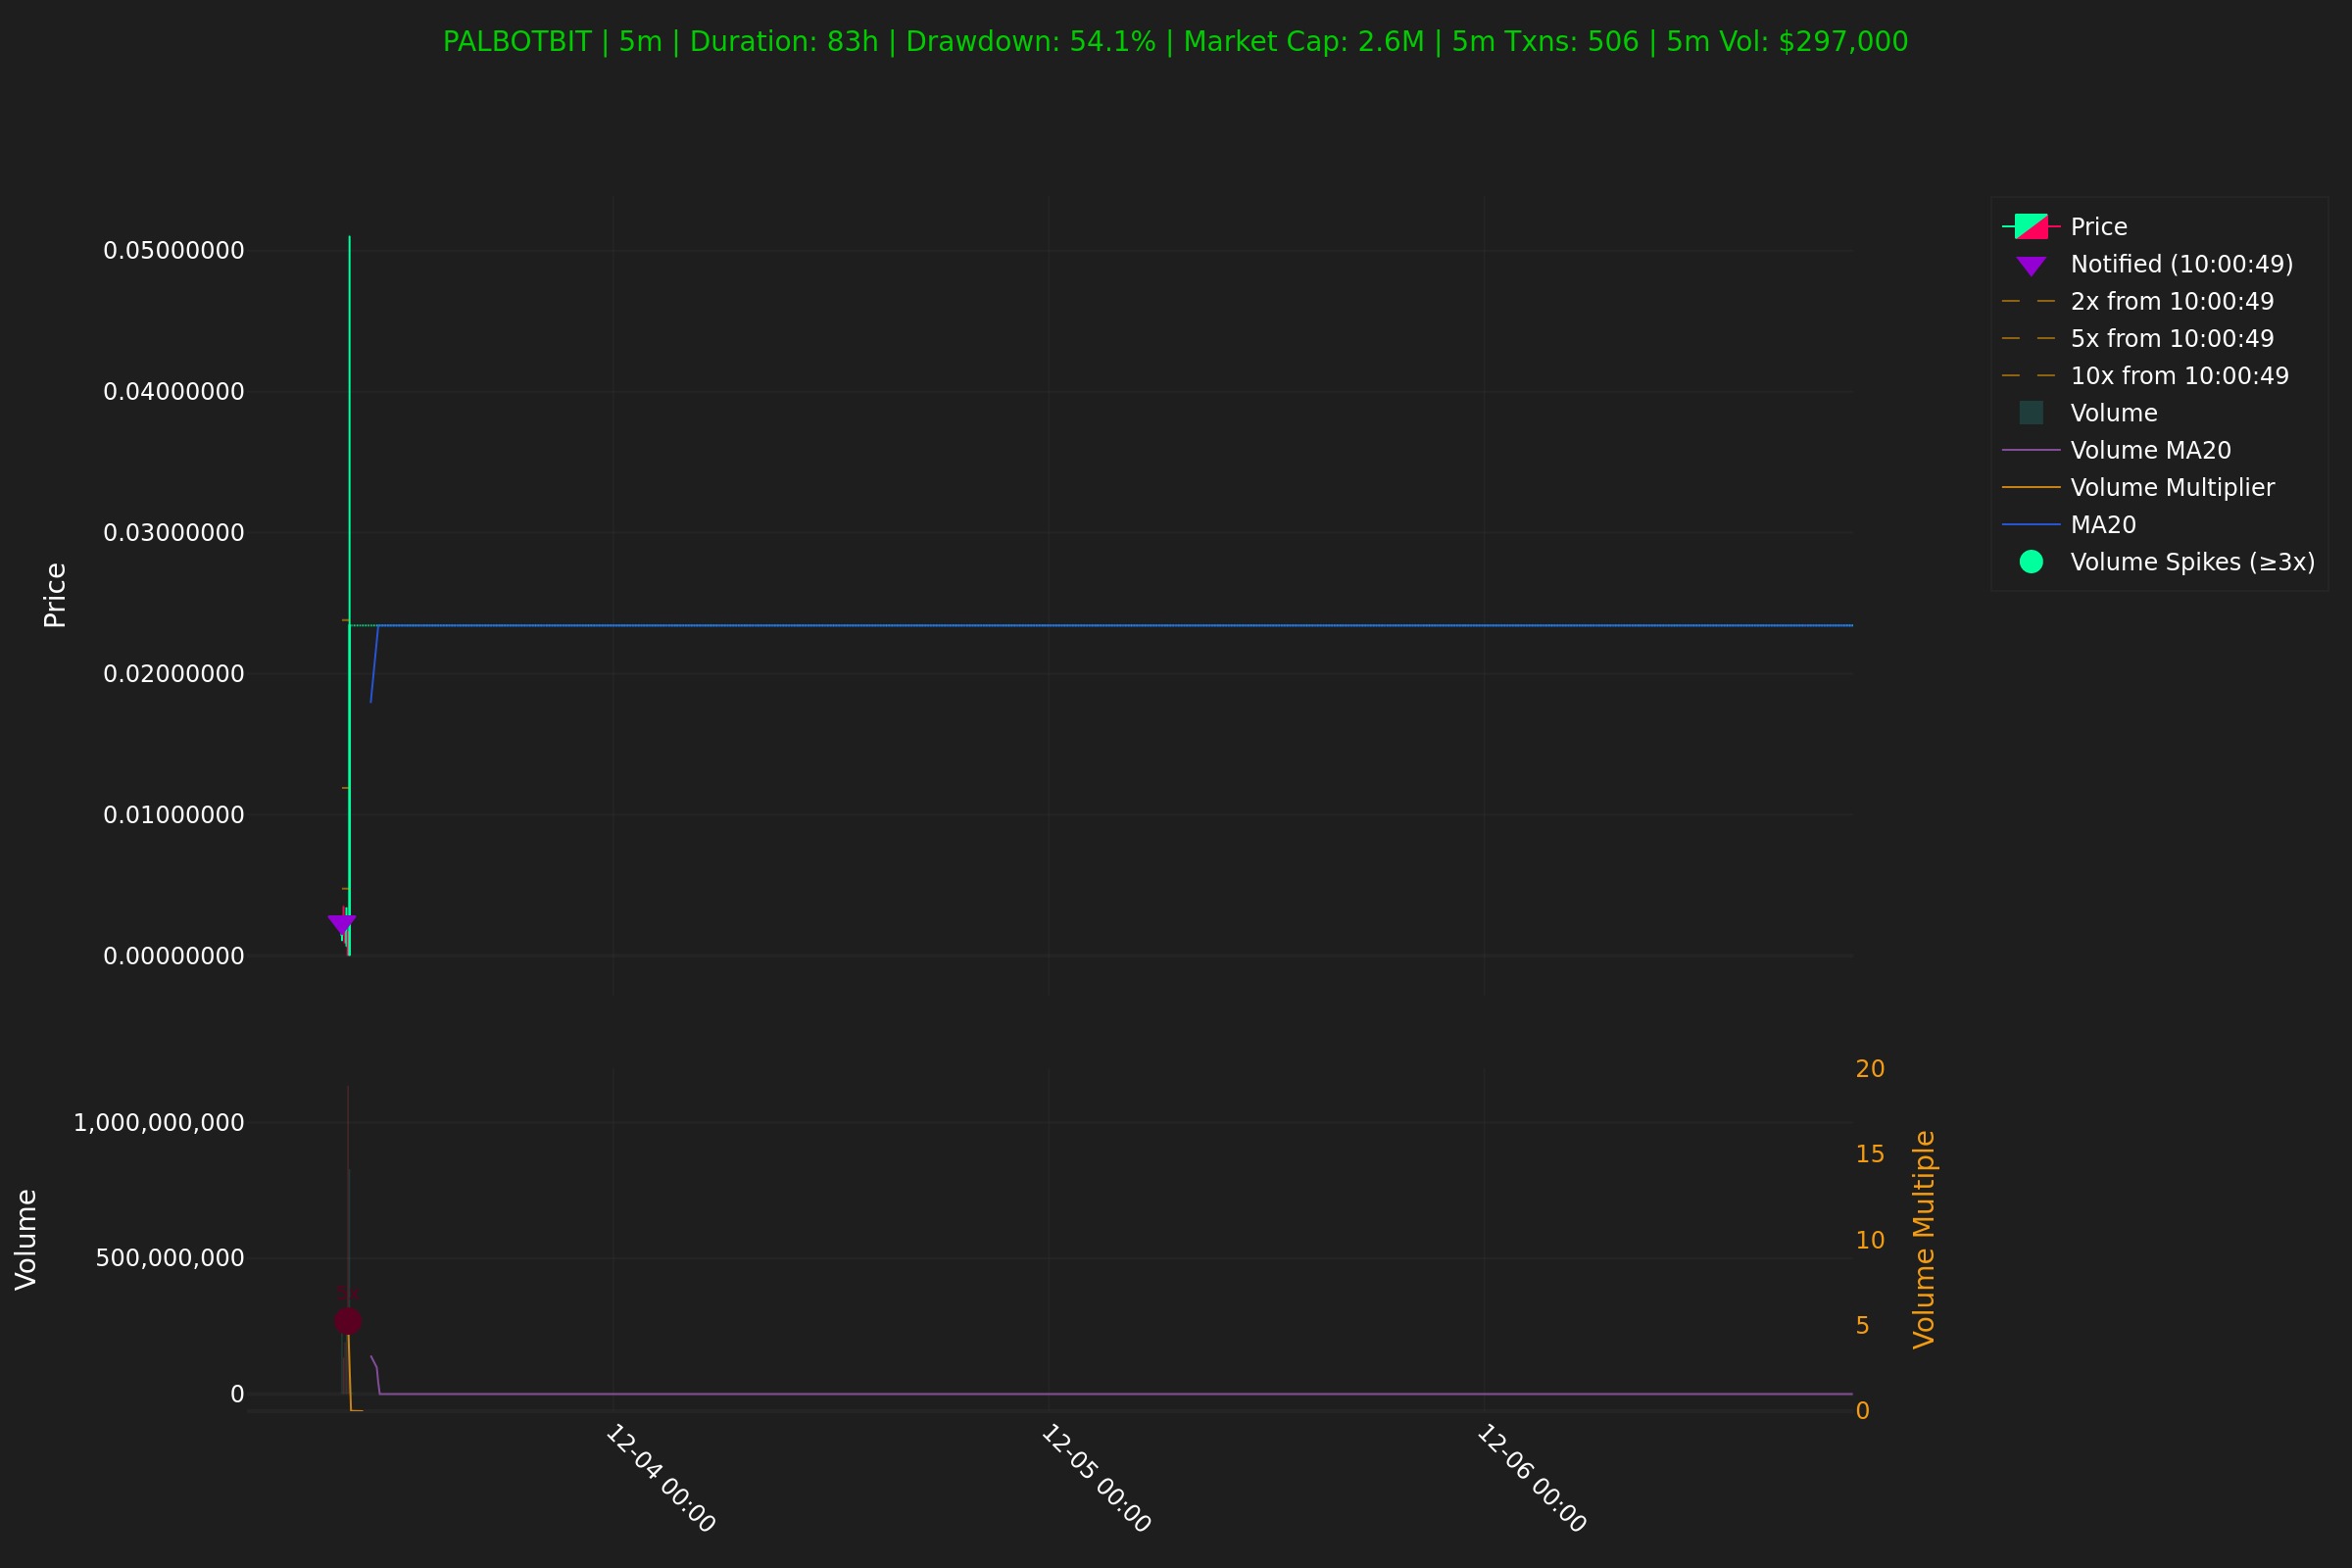 PALBOTBIT | 5m | Duration: 83h | Drawdown: 54.1% | Market Cap: 2.6M | 5m Txns: 506 | 5m Vol: $297,000
Price
0.05000000
0.04000000
0.03000000
0.02000000
0.01000000
0.00000000
Price
Notified (10:00:49)
2x from 10:00:49
5x from 10:00:49
10x from 10:00:49
Volume
Volume MA20
Volume Multiplier
MA20
Volume Spikes (≥3x)
Volume
1,000,000,000
500,000,000
0
20
15
10
5
0
Volume Multiple
12-04 00:00
12-05 00:00
12-06 00:00